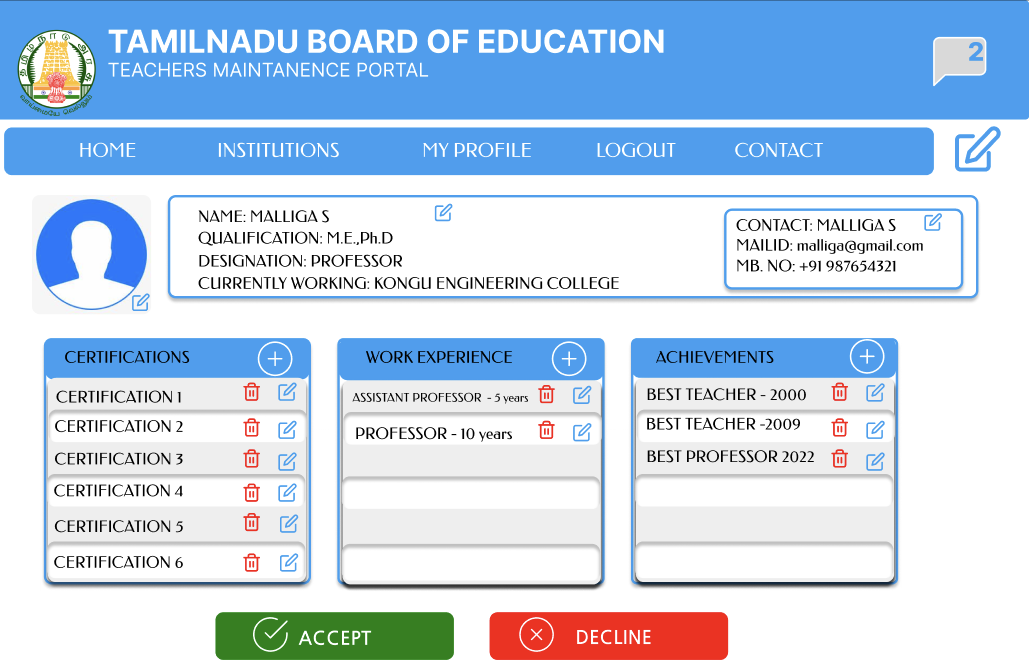 TAMILNADU BOARD OF EDUCATION
TEACHERS MAINTANENCE PORTAL
2
HOME
INSTITUTIONS
MY PROFILE
LOGOUT
CONTACT
NAME: MALLIGA S
QUALIFICATION: M.E.,Ph.D
DESIGNATION: PROFESSOR
CURRENTLY WORKING: KONGU ENGINEERING COLLEGE
CONTACT: MALLIGA S
MAILID: malliga@gmail.com
MB. NO: +91 987654321
CERTIFICATIONS
CERTIFICATION 1
CERTIFICATION 2
CERTIFICATION 3
CERTIFICATION 4
CERTIFICATION 5
CERTIFICATION 6
WORK EXPERIENCE
ASSISTANT PROFESSOR - 5 years
PROFESSOR - 10 years
ACHIEVEMENTS
BEST TEACHER - 2000
BEST TEACHER -2009
BEST PROFESSOR 2022
ACCEPT
DECLINE